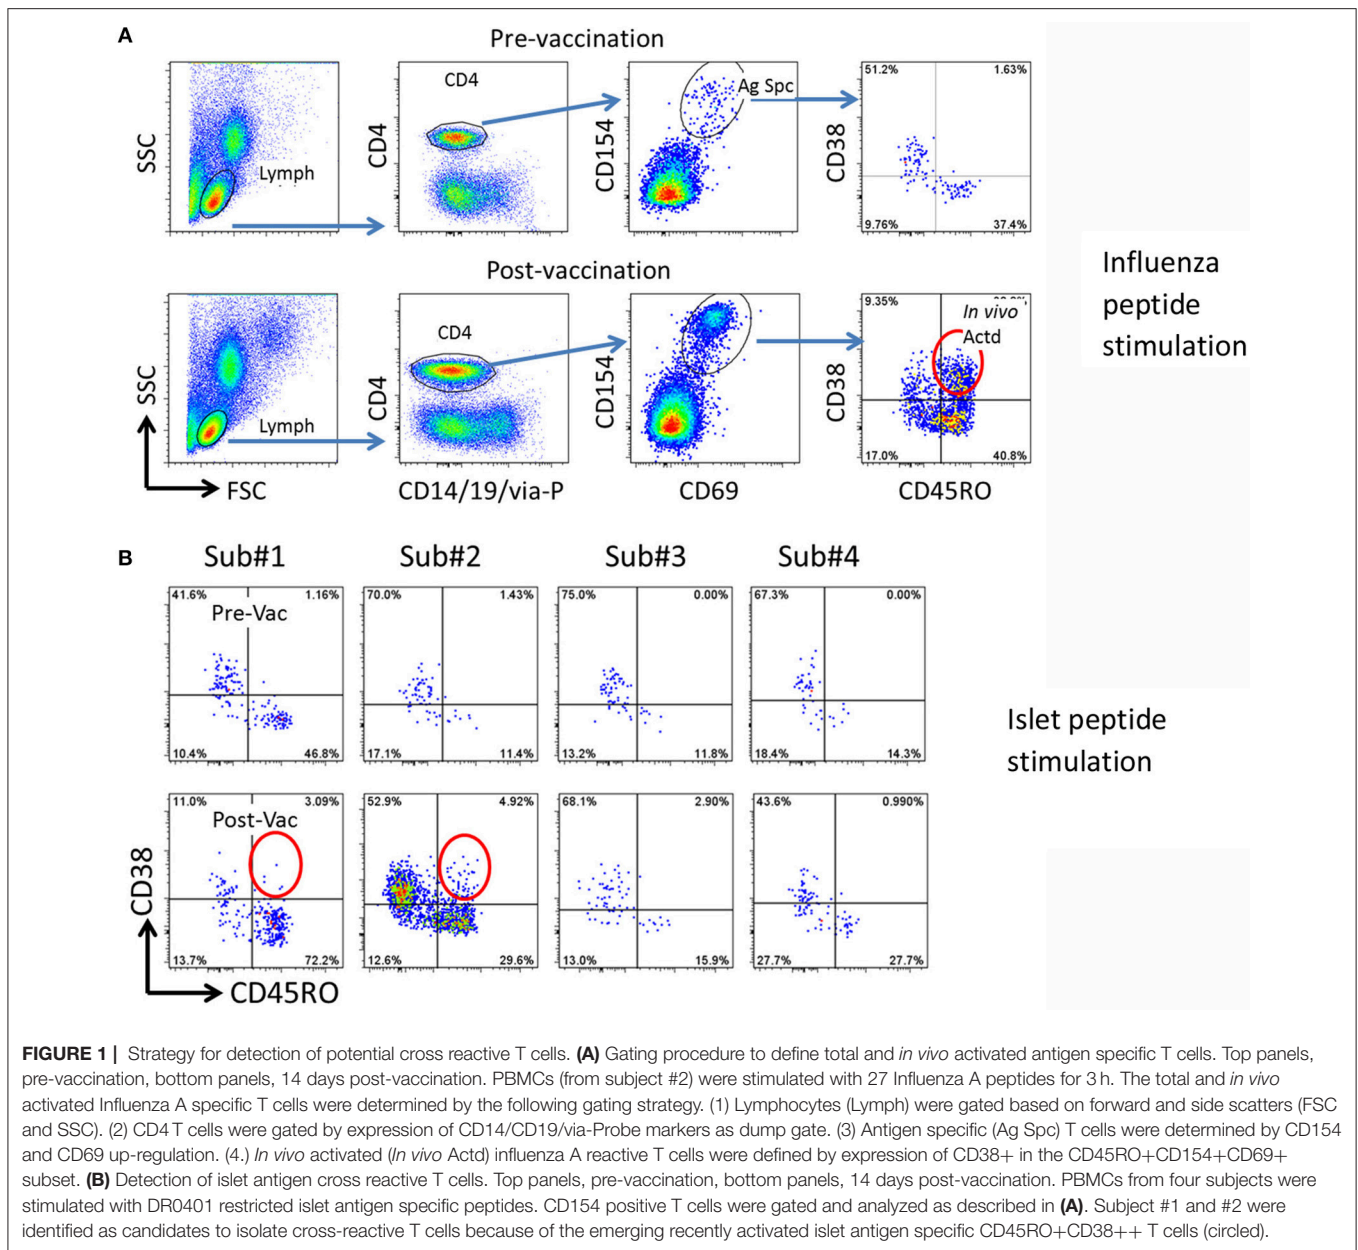 A
Pre-vaccination
SSC
Lymph
CD4
CD4
CD154
Ag Spc
CD38
51.2%
1.63%
9.76%
37.4%
Post-vaccination
SSC
Lymph
FSC
CD4
CD4
CD14/19/via-P
CD154
CD69
CD38
9.35%
In vivo
Actd
17.0%
40.8%
CD45RO
Influenza
peptide
stimulation
B
Sub#1
Sub#2
Sub#3
Sub#4
41.6%
1.16%
Pre-Vac
10.4%
46.8%
70.0%
1.43%
17.1%
11.4%
75.0%
0.00%
13.2%
11.8%
67.3%
0.00%
18.4%
14.3%
Islet peptide
stimulation
11.0%
3.09%
Post-Vac
13.7%
72.2%
52.9%
4.92%
12.6%
29.6%
68.1%
2.90%
13.0%
15.9%
43.6%
0.990%
27.7%
27.7%
CD38
CD45RO
FIGURE 1 | Strategy for detection of potential cross reactive T cells. (A) Gating procedure to define total and in vivo activated antigen specific T cells. Top panels,
pre-vaccination, bottom panels, 14 days post-vaccination. PBMCs (from subject #2) were stimulated with 27 Influenza A peptides for 3 h. The total and in vivo
activated Influenza A specific T cells were determined by the following gating strategy. (1) Lymphocytes (Lymph) were gated based on forward and side scatters (FSC
and SSC). (2) CD4 T cells were gated by expression of CD14/CD19/via-Probe markers as dump gate. (3) Antigen specific (Ag Spc) T cells were determined by CD154
and CD69 up-regulation. (4.) In vivo activated (In vivo Actd) influenza A reactive T cells were defined by expression of CD38+ in the CD45RO+CD154+CD69+
subset. (B) Detection of islet antigen cross reactive T cells. Top panels, pre-vaccination, bottom panels, 14 days post-vaccination. PBMCs from four subjects were
stimulated with DR0401 restricted islet antigen specific peptides. CD154 positive T cells were gated and analyzed as described in (A). Subject #1 and #2 were
identified as candidates to isolate cross-reactive T cells because of the emerging recently activated islet antigen specific CD45RO+CD38++ T cells (circled).